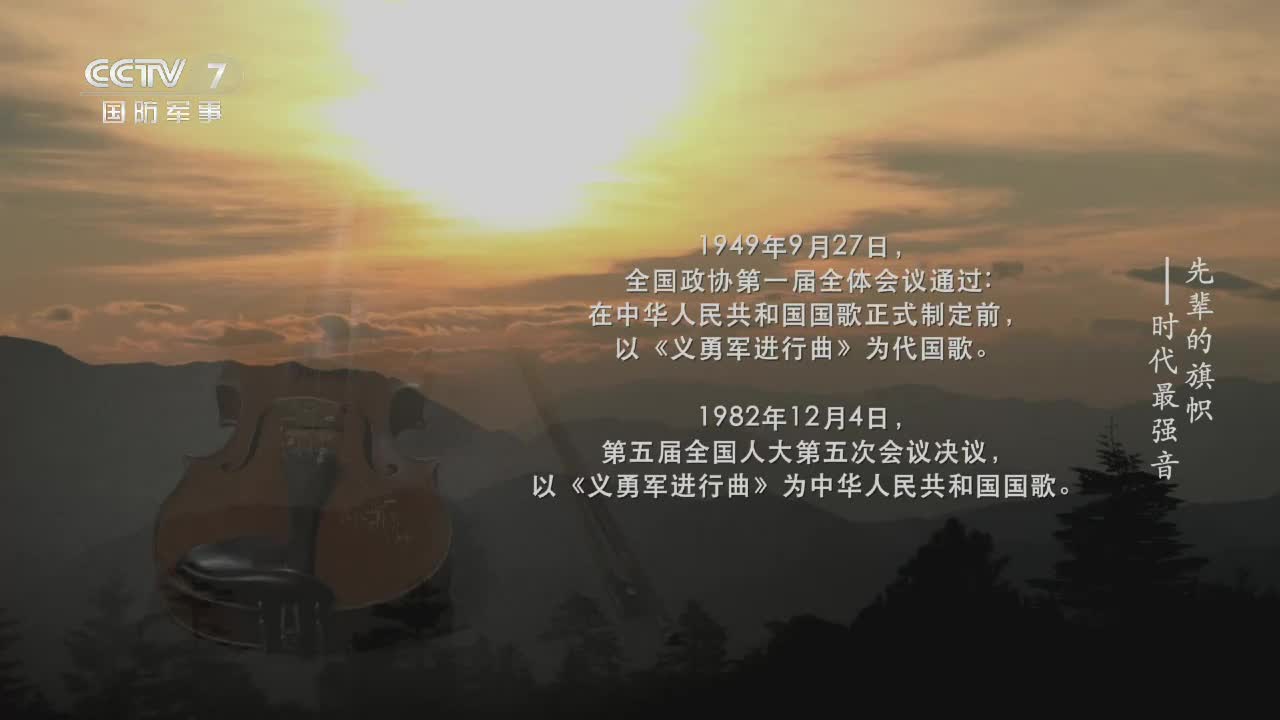 CCTV 7
国防军事
1949年9月27日，
全国政协第一届全体会议通过：
在中华人民共和国国歌正式制定前，
以《义勇军进行曲》为代国歌。
1982年12月4日，
第五届全国人大第五次会议决议，
以《义勇军进行曲》为中华人民共和国国歌。
先辈的旗帜
——时代最强音